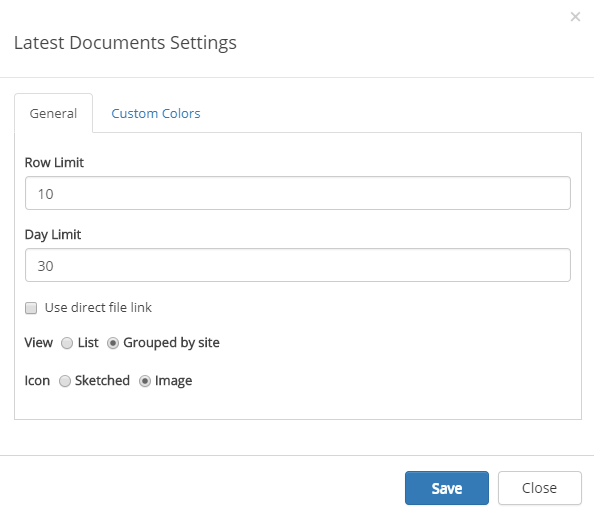 ×
Latest Documents Settings
General Custom Colors
Row Limit
10
Day Limit
30
Use direct file link
View List Grouped by site
Icon Sketched Image
Save Close